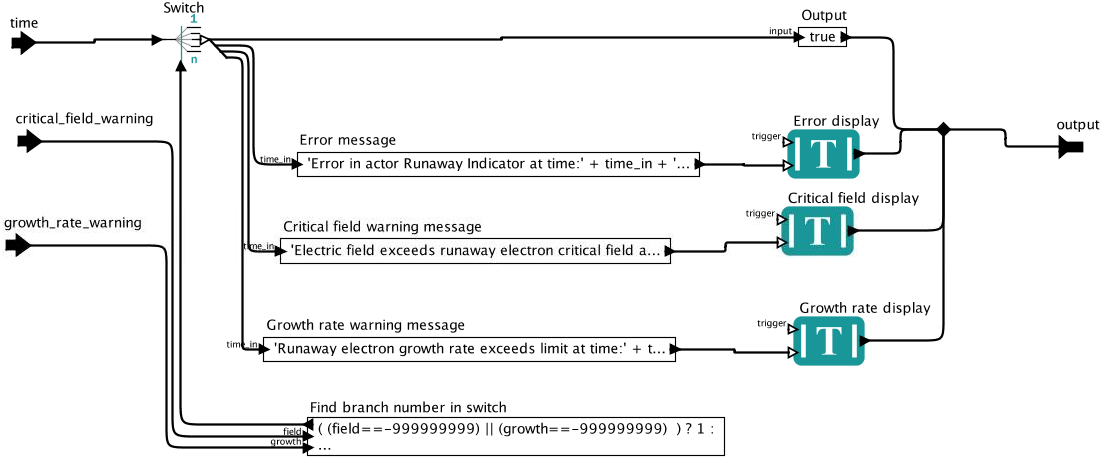 Switch
time
1
n
Output
input
true
critical_field_warning
Error message
time_in
'Error in actor Runaway Indicator at time:' + time_in + '...
Error display
trigger
T
output
growth_rate_warning
Critical field warning message
time_in
'Electric field exceeds runaway electron critical field a...
Critical field display
trigger
T
Growth rate warning message
time_in
'Runaway electron growth rate exceeds limit at time:' + t...
Growth rate display
trigger
T
Find branch number in switch
field
growth
( (field==-999999999) || (growth==-999999999)  ) ? 1 :
...